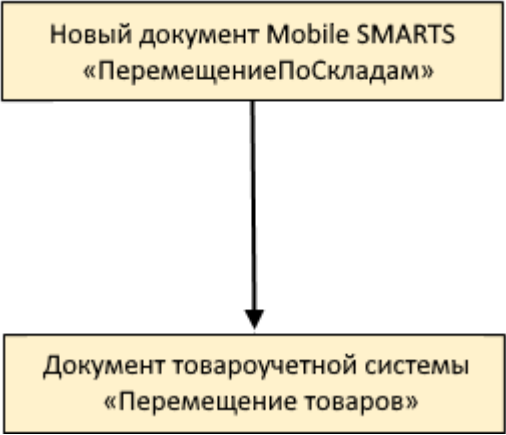 Новый документ Mobile SMARTS
«ПеремещениеПоСкладам»
Документ товароучетной системы
«Перемещение товаров»